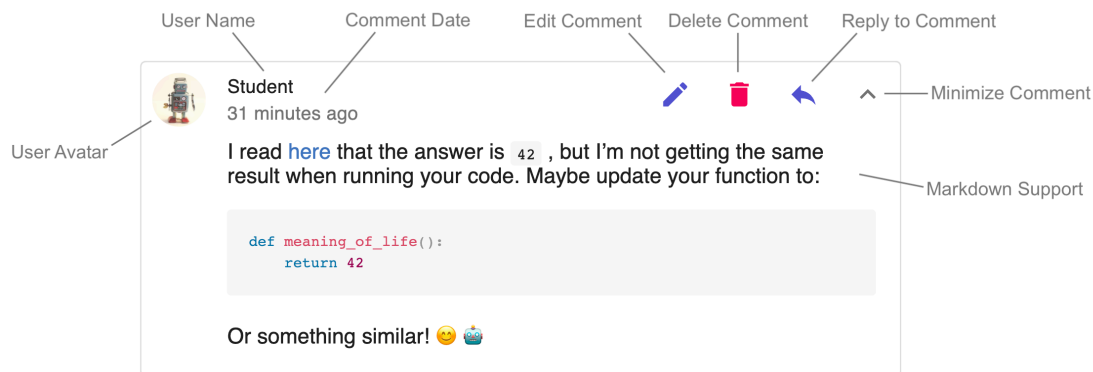 User Name
Comment Date
Edit Comment
Delete Comment
Reply to Comment
Student
31 minutes ago
Minimize Comment
User Avatar
I read here that the answer is 42 , but I’m not getting the same
result when running your code. Maybe update your function to:
Markdown Support
def meaning_of_life():
    return 42
Or something similar! 😊 🤖